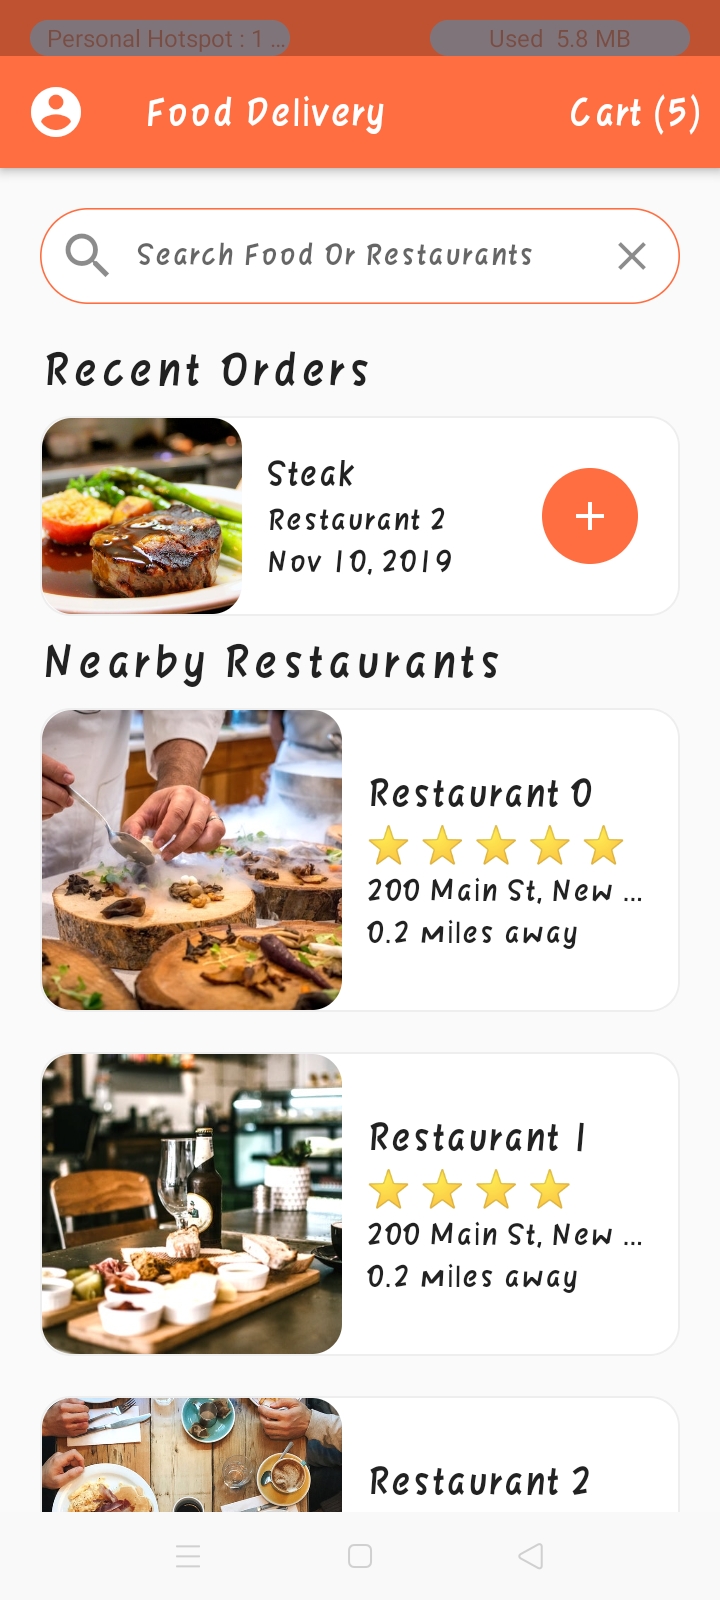 Personal Hotspot : 1 ...
Used 5.8 MB
Food Delivery
Cart (5)
Search Food Or Restaurants
Recent Orders
Steak
Restaurant 2
Nov 10, 2019
Nearby Restaurants
Restaurant 0
200 Main St, New ...
0.2 miles away
Restaurant 1
200 Main St, New ...
0.2 miles away
Restaurant 2